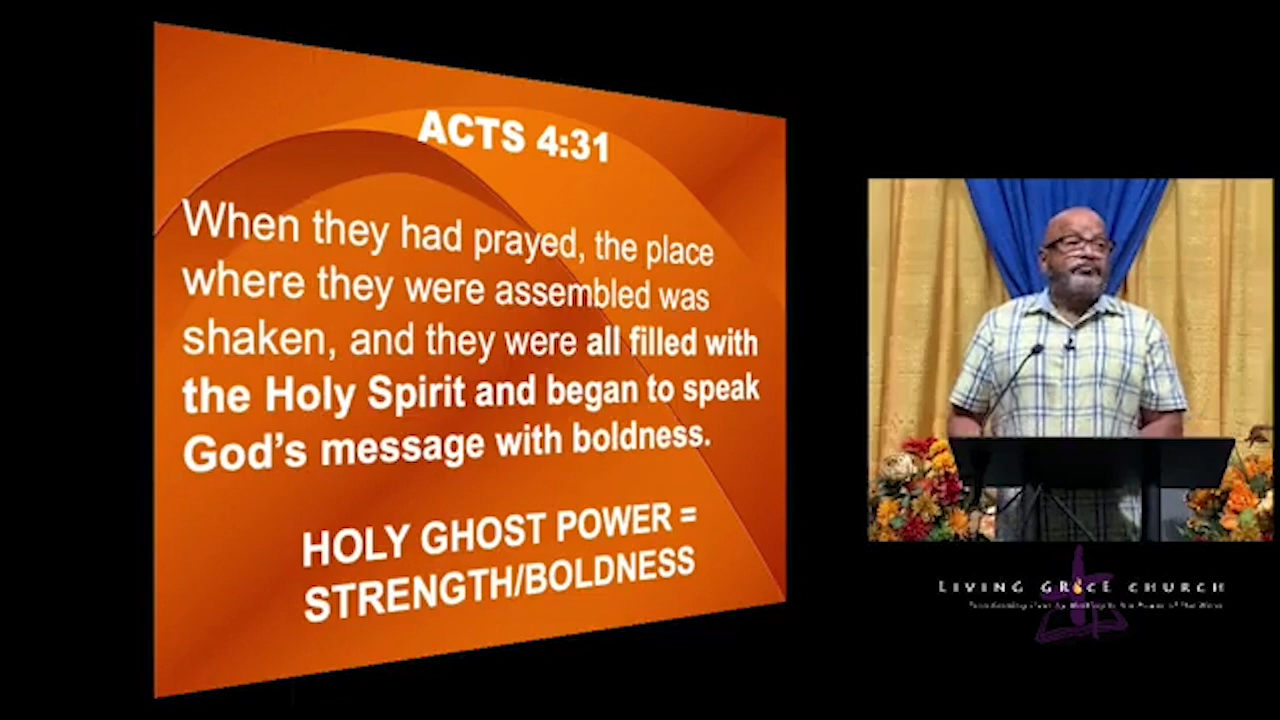 ACTS 4:31
When they had prayed, the place
where they were assembled was
shaken, and they were all filled with
the Holy Spirit and began to speak
God's message with boldness.
HOLY GHOST POWER =
STRENGTH/BOLDNESS
LIVING GRACE CHURCH